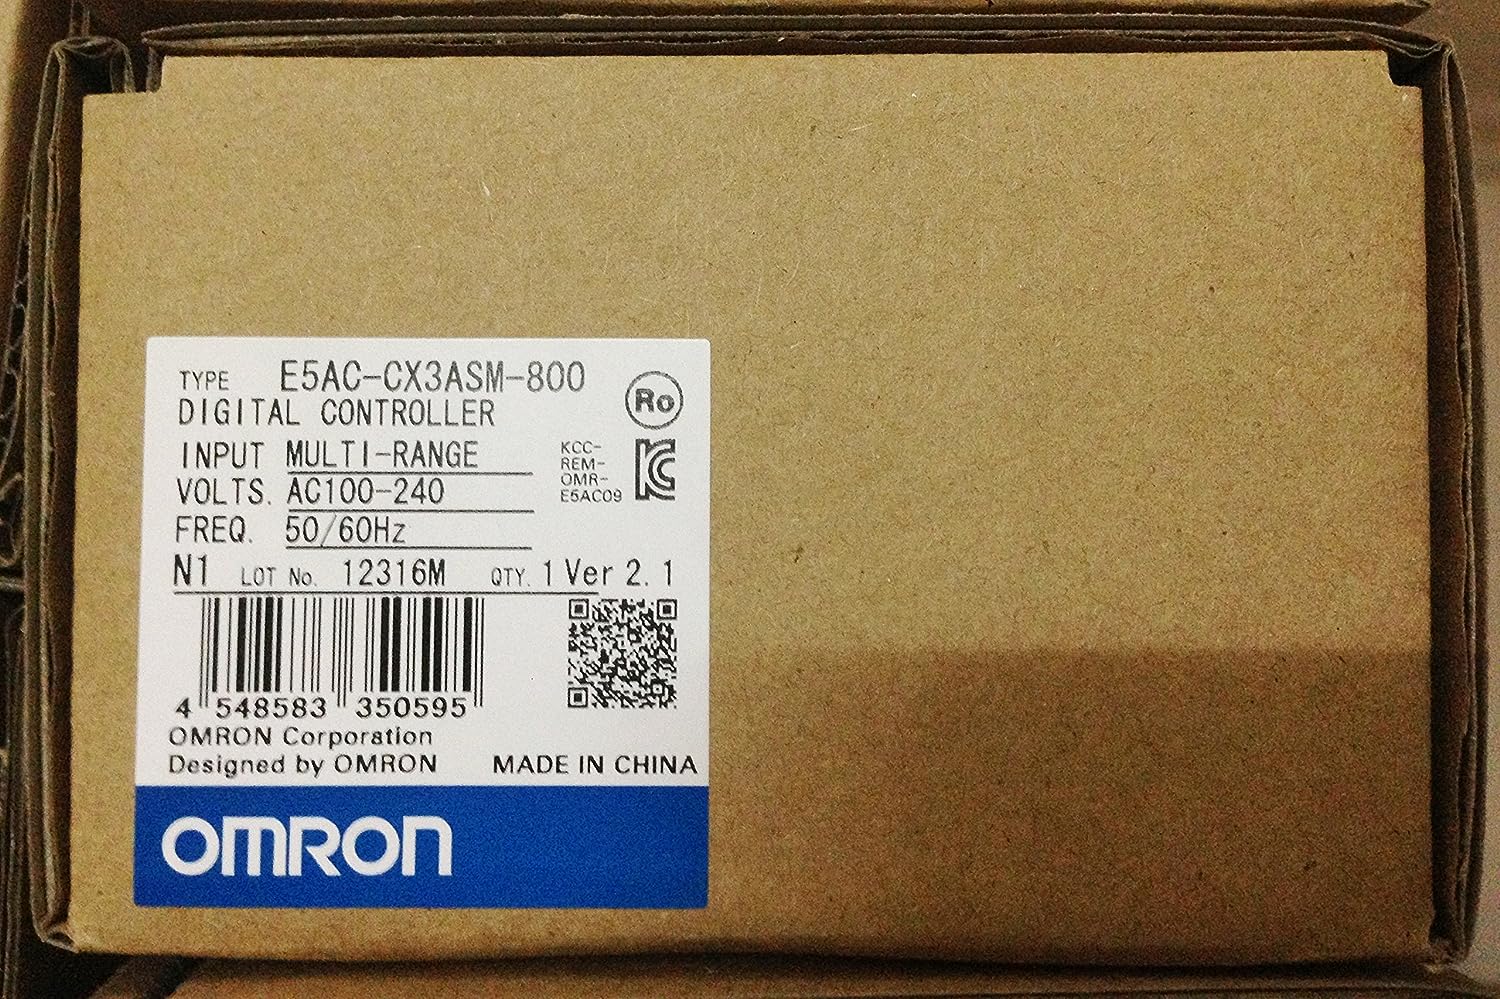 TYPE E5AC-CX3ASM-800
DIGITAL CONTROLLER
Ro
INPUT MULTI-RANGE
VOLTS. AC100-240
FREQ. 50/60Hz
KCC-
REM-
OMR-
E5AC09
N1 LOT No. 12316M QTY. 1 Ver 2.1
4 548583 350595
OMRON Corporation
Designed by OMRON MADE IN CHINA
OMRON